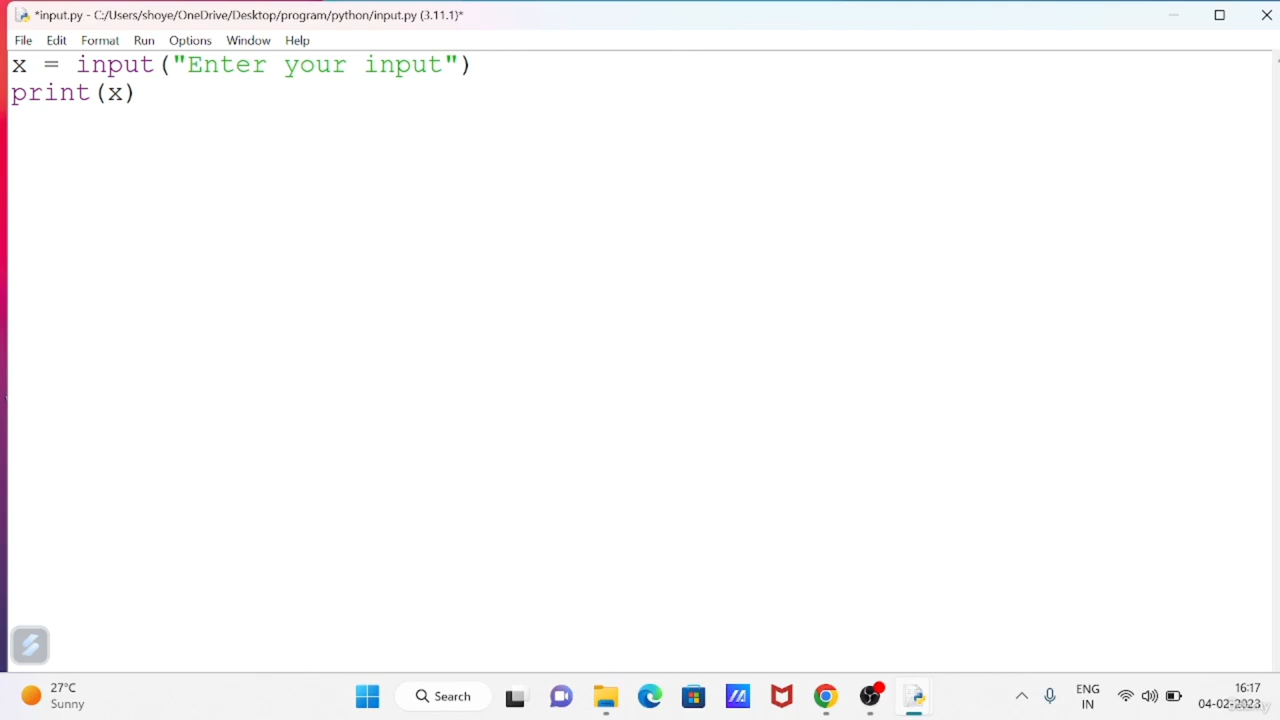 *input.py - C:/Users/shoye/OneDrive/Desktop/program/python/input.py (3.11.1)*
File Edit Format Run Options Window Help
x = input("Enter your input")
print(x)
27°C
Sunny
Search
ENG
IN
16:17
04-02-2023